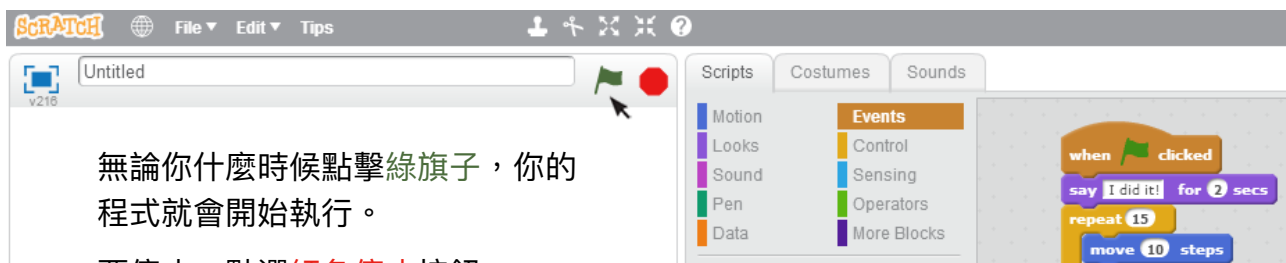 SCRATCH File Edit Tips
v216
Untitled
Scripts Costumes Sounds
Motion
Events
Looks
Control
Sound
Sensing
Pen
Operators
Data
More Blocks
無論你什麼時候點擊綠旗子，你的
程式就會開始執行。
when clicked
say I did it! for 2 secs
repeat 15
move 10 steps